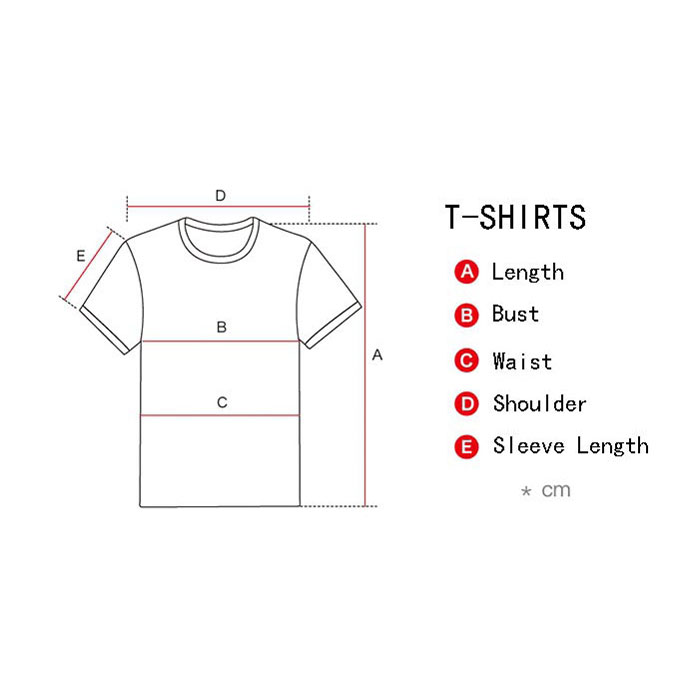 D
E
B
A
C
T-SHIRTS
A Length
B Bust
C Waist
D Shoulder
E Sleeve Length
* cm